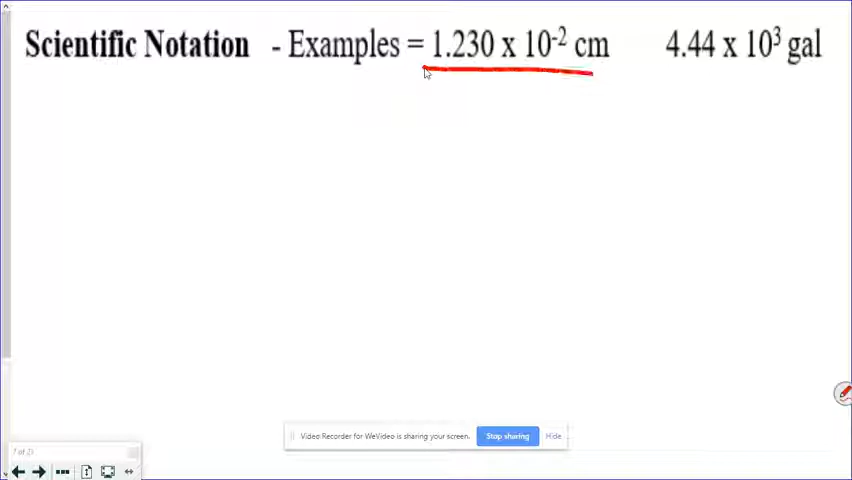 Scientific Notation - Examples = 1.230 x 10⁻² cm 4.44 x 10³ gal
Video Recorder for WeVideo is sharing your screen. Stop sharing Hide